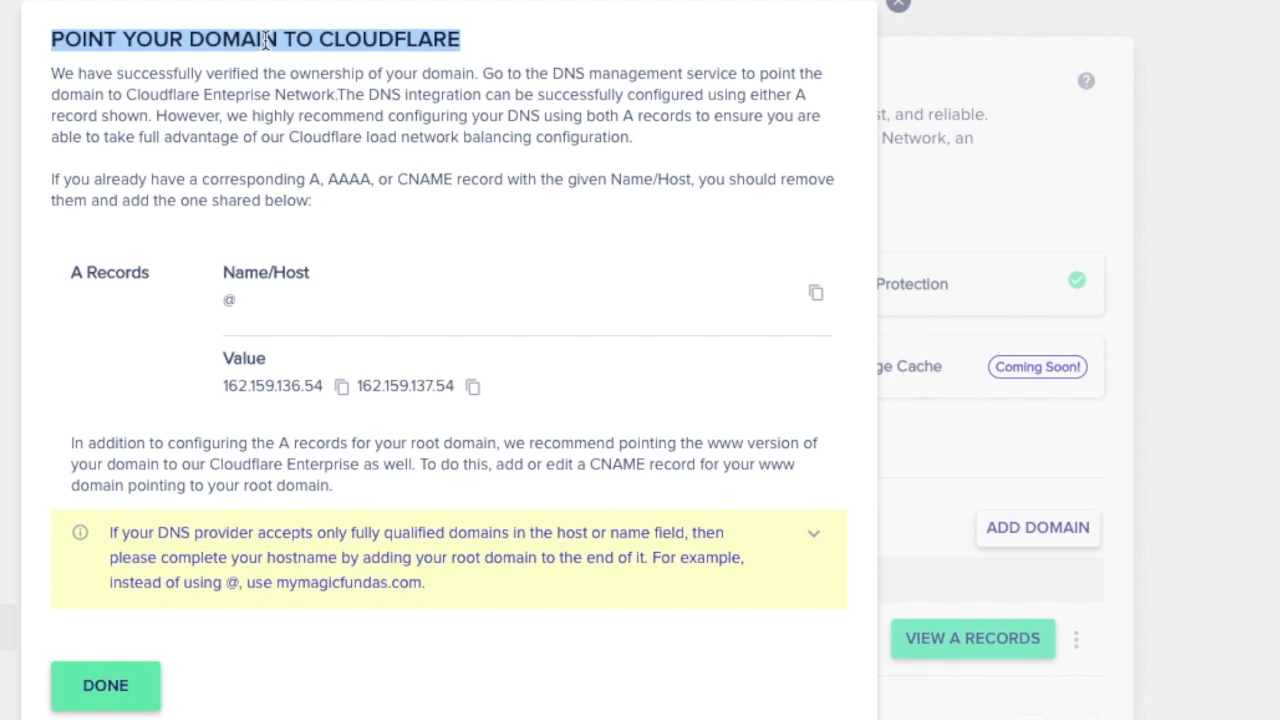 POINT YOUR DOMAIN TO CLOUDFLARE
We have successfully verified the ownership of your domain. Go to the DNS management service to point the
domain to Cloudflare Enteprise Network.The DNS integration can be successfully configured using either A
record shown. However, we highly recommend configuring your DNS using both A records to ensure you are
able to take full advantage of our Cloudflare load network balancing configuration.
If you already have a corresponding A, AAAA, or CNAME record with the given Name/Host, you should remove
them and add the one shared below:
A Records
Name/Host
@
Value
162.159.136.54 162.159.137.54
In addition to configuring the A records for your root domain, we recommend pointing the www version of
your domain to our Cloudflare Enterprise as well. To do this, add or edit a CNAME record for your www
domain pointing to your root domain.
If your DNS provider accepts only fully qualified domains in the host or name field, then
please complete your hostname by adding your root domain to the end of it. For example,
instead of using @, use mymagicfundas.com.
DONE
st, and reliable.
Network, an
Protection
ge Cache
Coming Soon!
ADD DOMAIN
VIEW A RECORDS